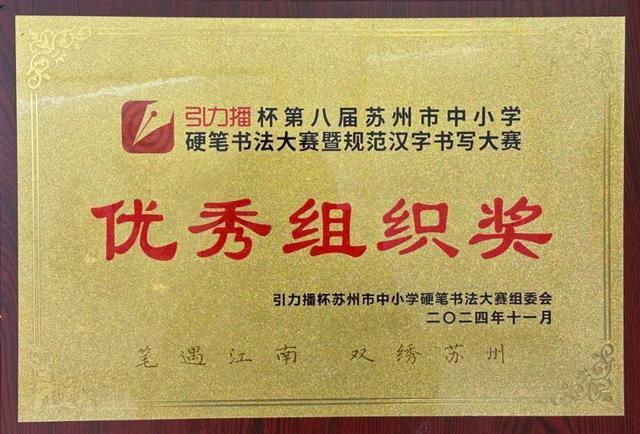 引力播杯第八届苏州市中小学
硬笔书法大赛暨规范汉字书写大赛
优秀组织奖
引力播杯苏州市中小学硬笔书法大赛组委会
二〇二四年十一月
笔遇江南 双绣苏州